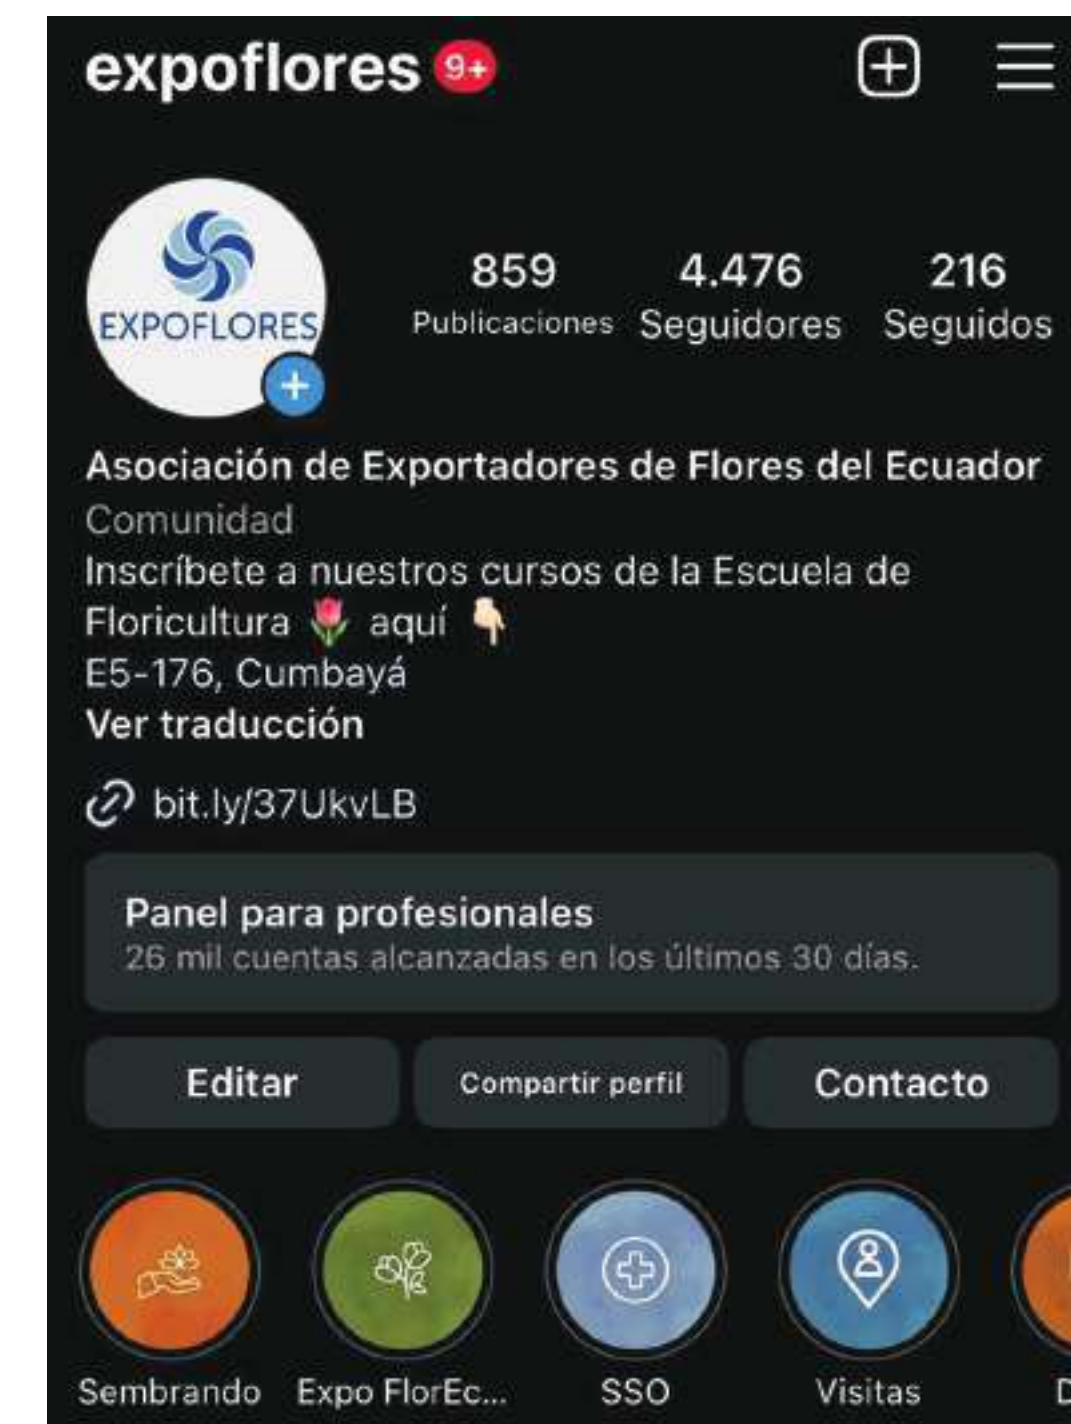 expoflores 9+
EXPOFLORES
859 4.476 216
Publicaciones Seguidores Seguidos
Asociación de Exportadores de Flores del Ecuador
Comunidad
Inscríbete a nuestros cursos de la Escuela de
Floricultura 🌷 aquí 👇🏻
E5-176, Cumbayá
Ver traducción
bit.ly/37UkvLB
Panel para profesionales
26 mil cuentas alcanzadas en los últimos 30 días.
Editar Compartir perfil Contacto
Sembrando Expo FlorEc... SSO Visitas